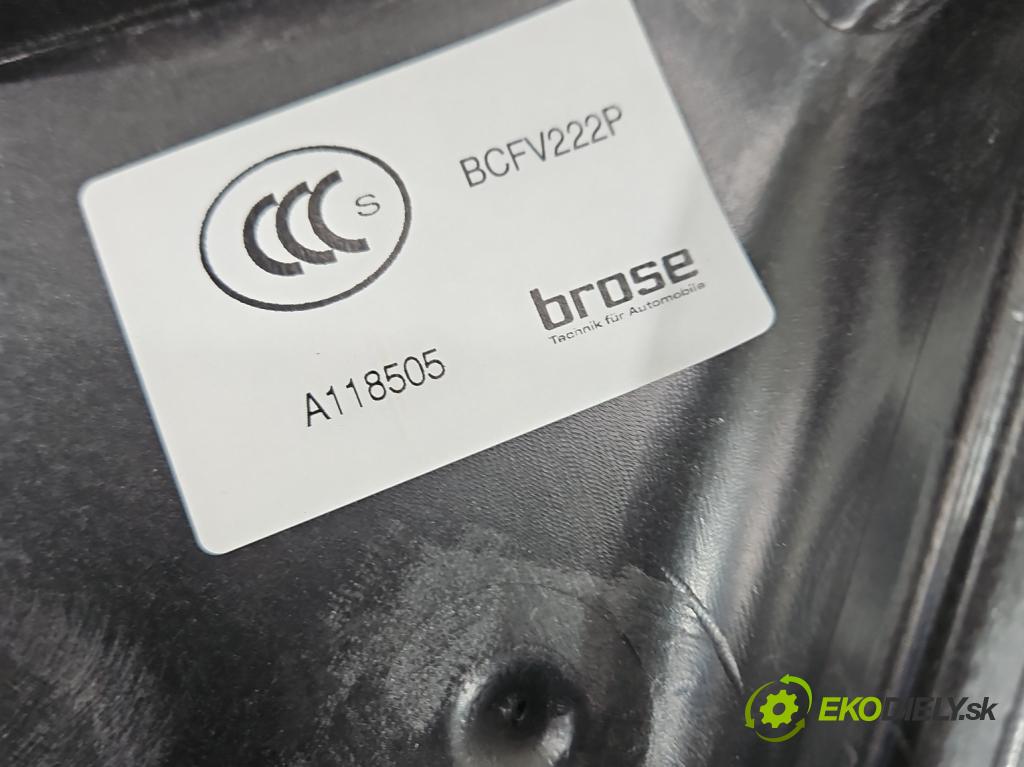 CCC S
BCFV222P
brose
Technik für Automobile
A118505
EKODIELY.sk